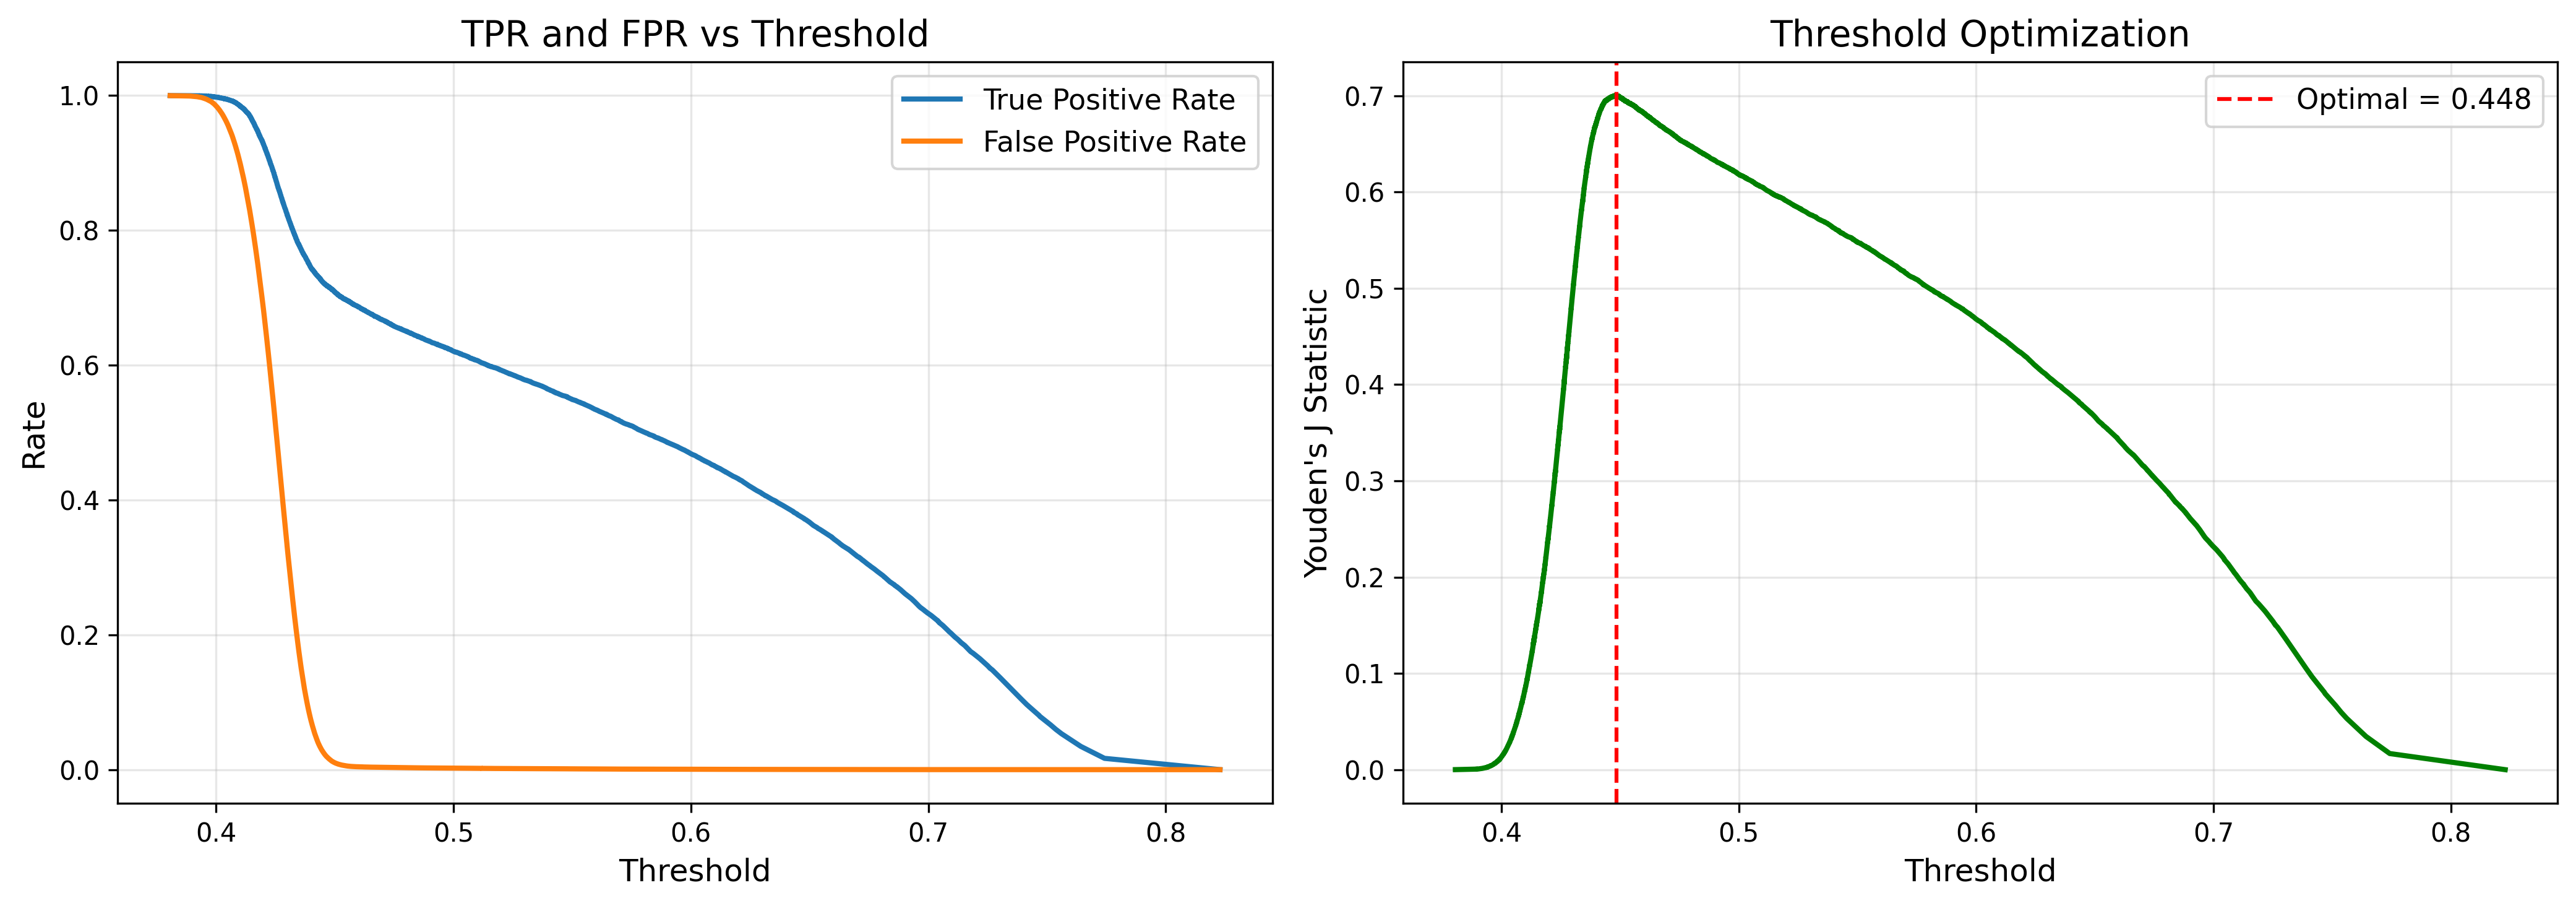 TPR and FPR vs Threshold
True Positive Rate
False Positive Rate
Rate
1.0
0.8
0.6
0.4
0.2
0.0
0.4 0.5 0.6 0.7 0.8
Threshold
Threshold Optimization
Optimal = 0.448
Youden's J Statistic
0.7
0.6
0.5
0.4
0.3
0.2
0.1
0.0
0.4 0.5 0.6 0.7 0.8
Threshold